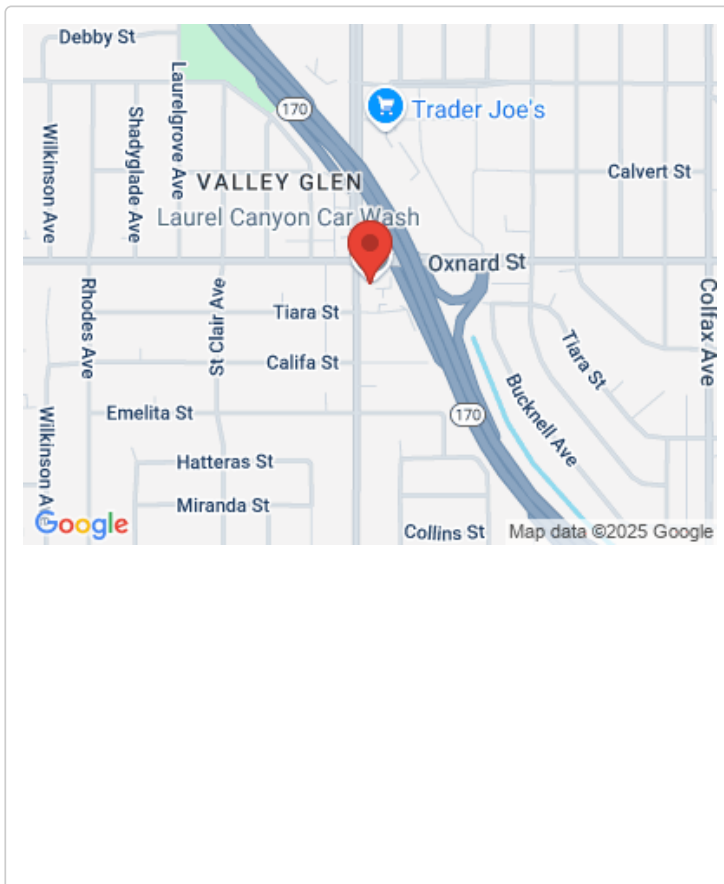 Debby St
Laurelgrove Ave
170
Trader Joe's
Wilkinson Ave
Shadyglade Ave
Calvert St
VALLEY GLEN
Laurel Canyon Car Wash
Oxnard St
Rhodes Ave
St Clair Ave
Tiara St
Colfax Ave
Tiara St
Califa St
Bucknell Ave
Emelita St
170
Wilkinson Av
Hatteras St
Miranda St
Google
Collins St
Map data ©2025 Google